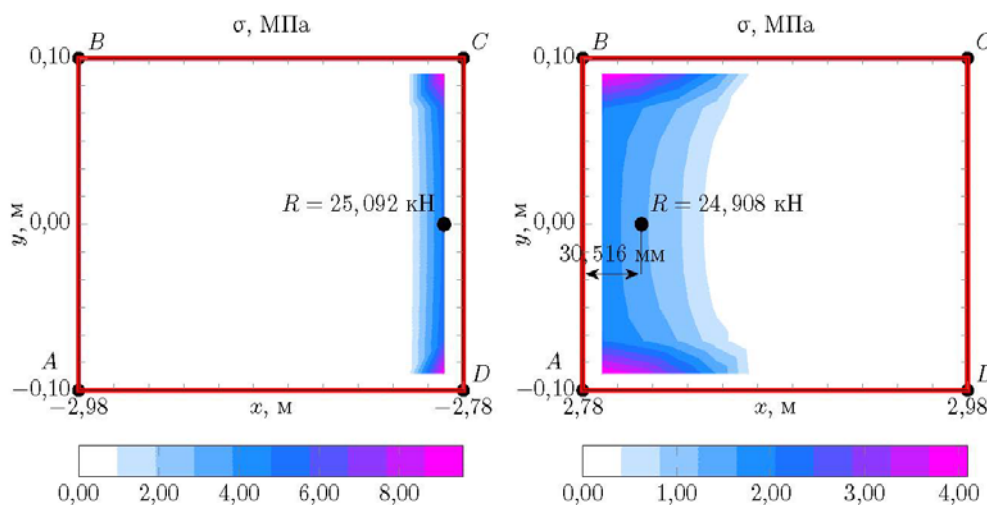 σ, МПа
B
C
0,10
R = 25,092 кН
y, м
0,00
A
D
−0,10
−2,98
x, м
−2,78
0,00
2,00
4,00
6,00
8,00
σ, МПа
B
C
0,10
R = 24,908 кН
y, м
0,00
30,516 мм
A
D
−0,10
2,78
x, м
2,98
0,00
1,00
2,00
3,00
4,00